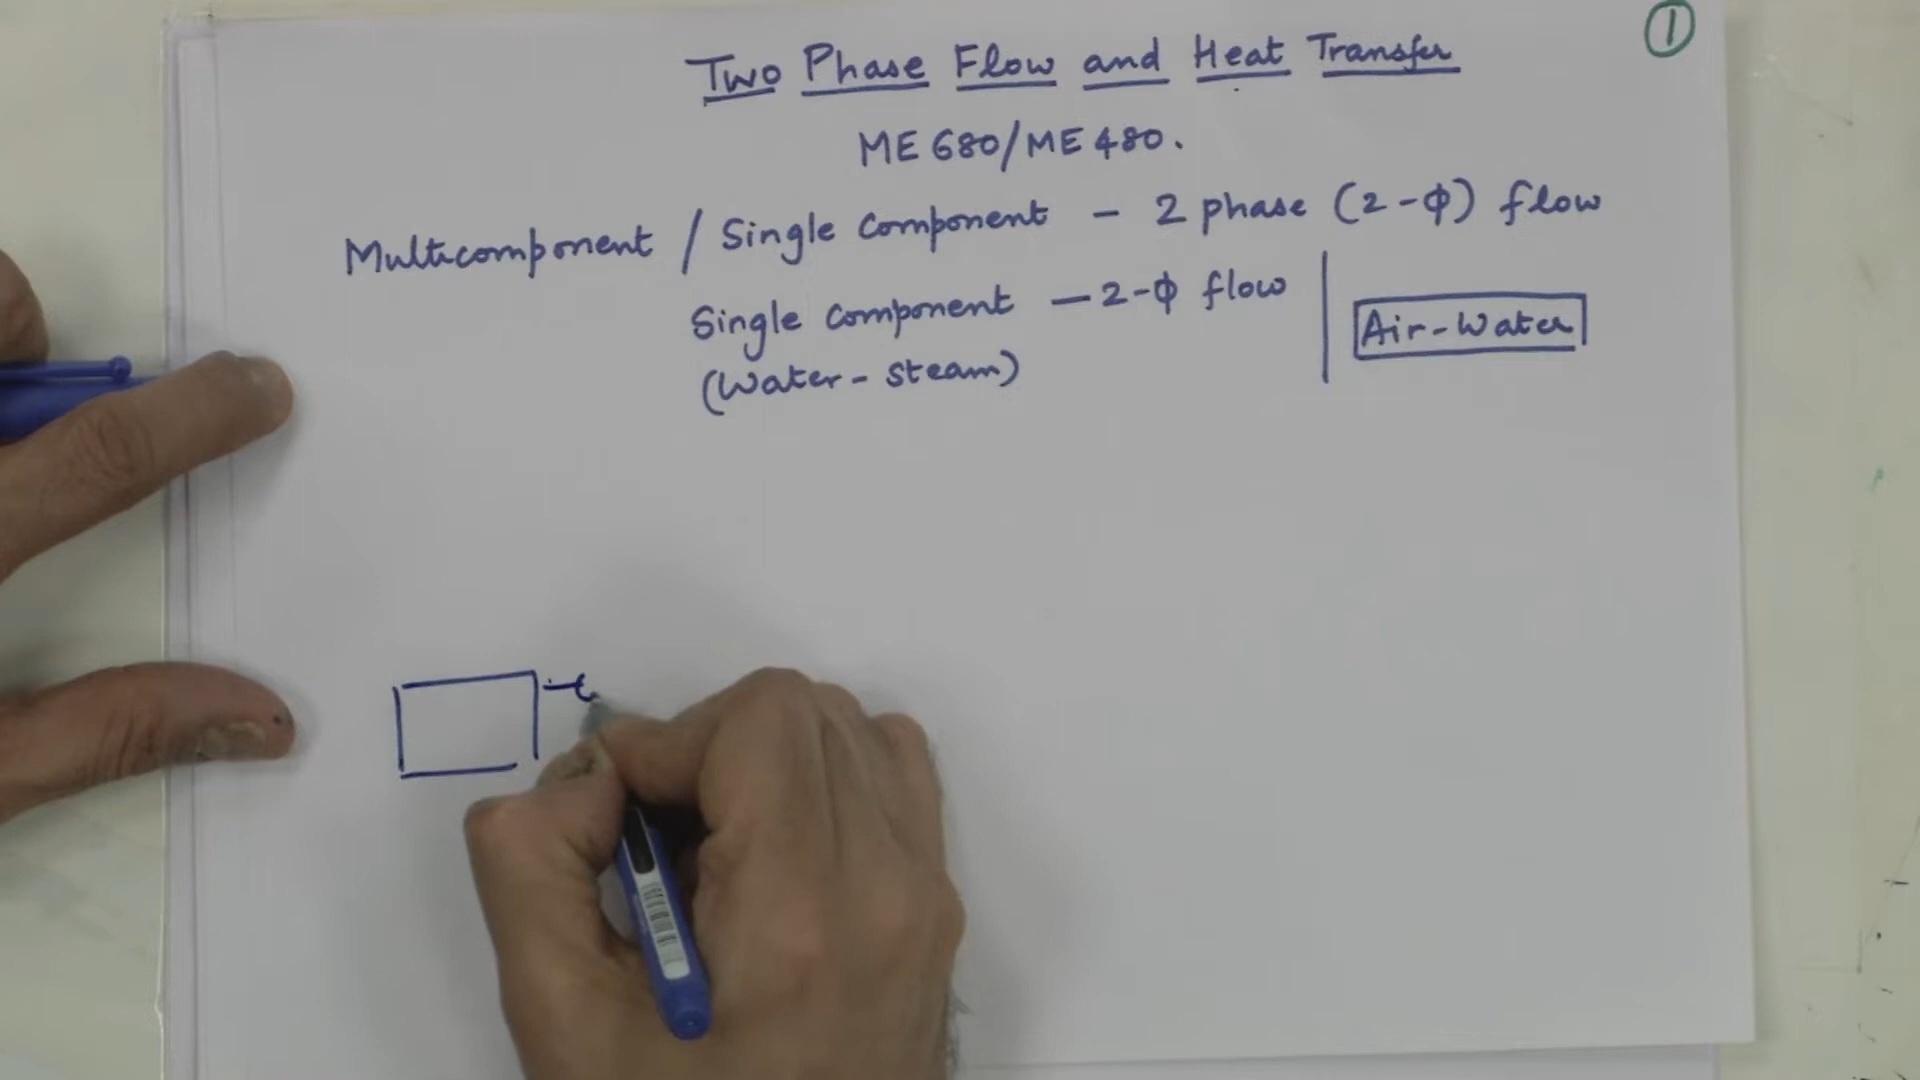 1
Two Phase Flow and Heat Transfer
ME 680/ME 480.
Multicomponent / Single Component - 2 phase (2-ϕ) flow
Single Component - 2-ϕ flow | Air-Water
(Water-steam)